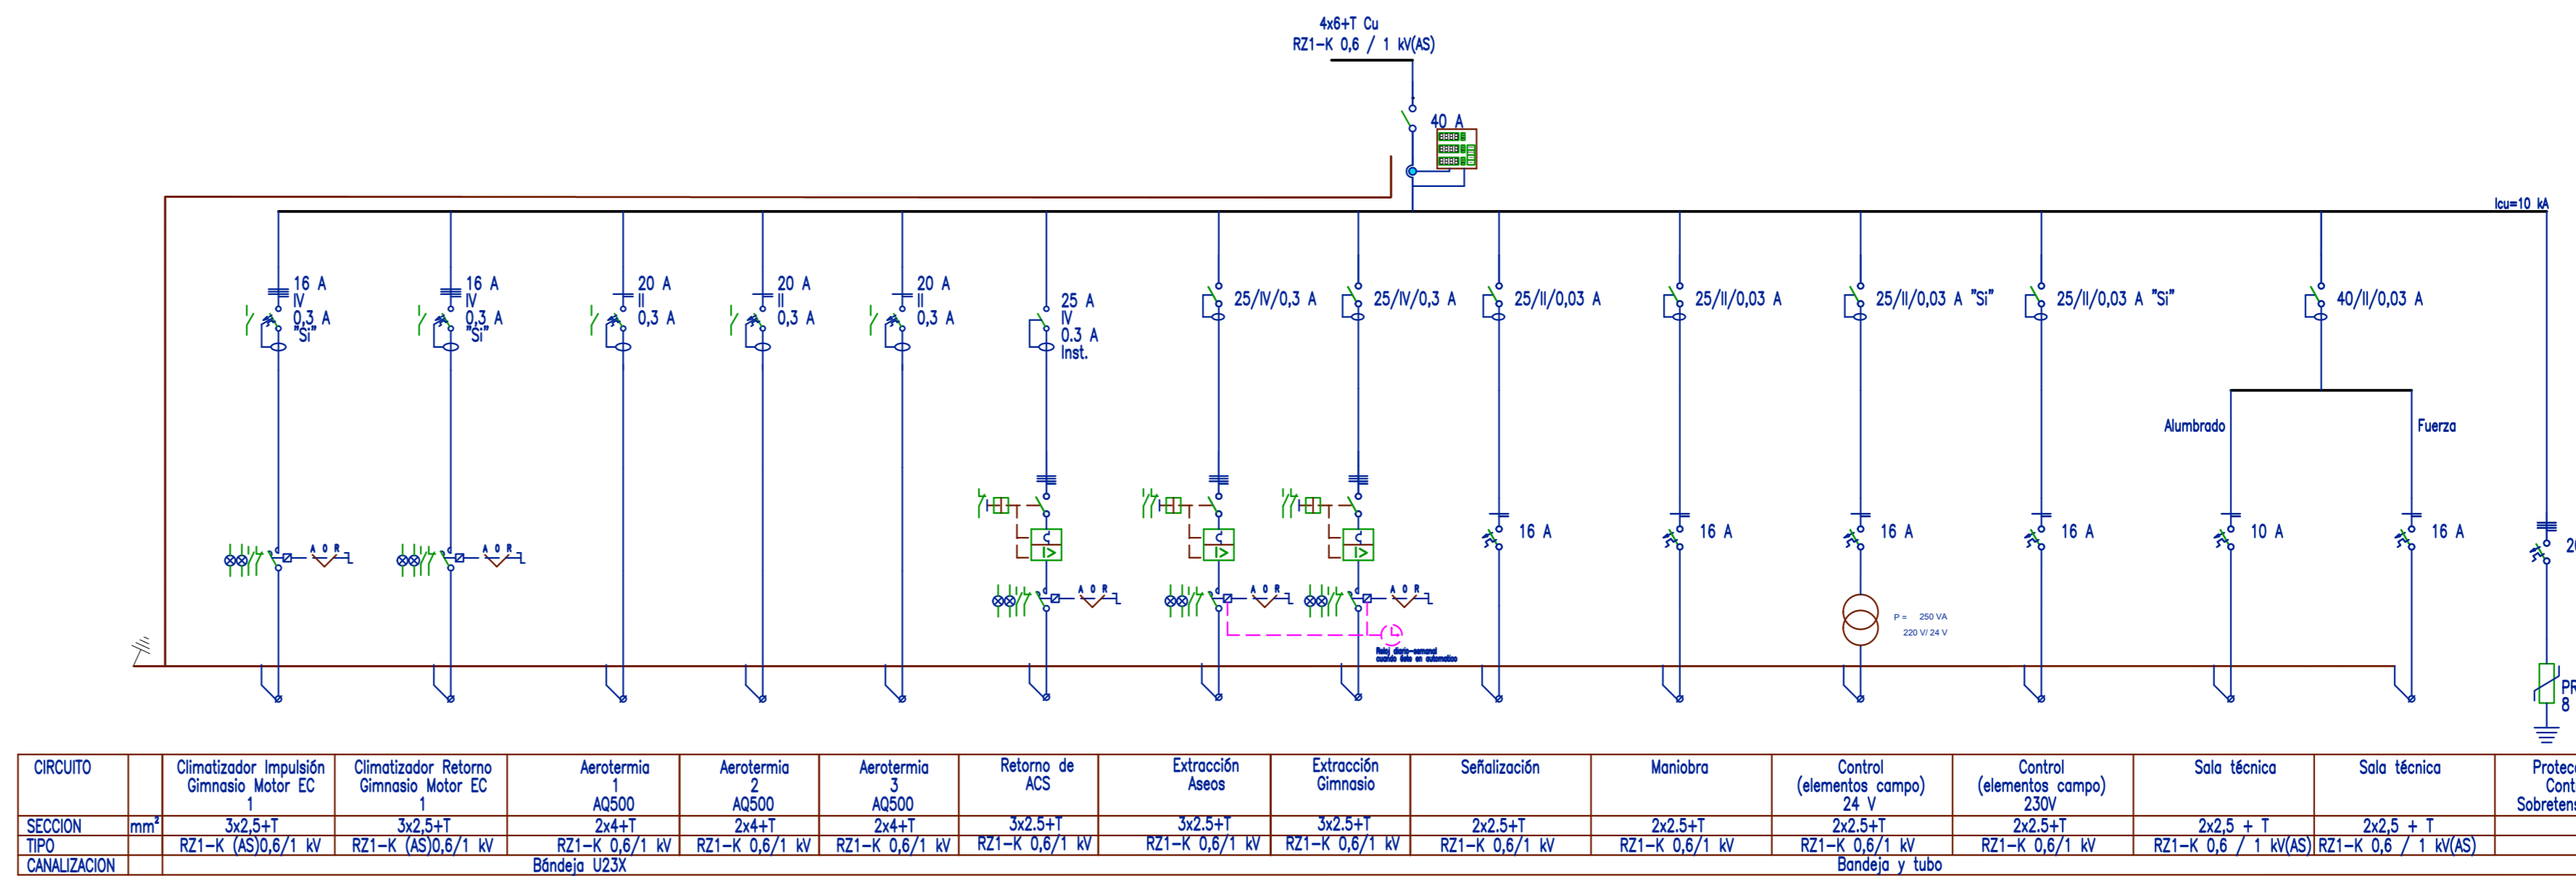 4x6+T Cu
RZ1-K 0,6 / 1 kV(AS)
40 A
Icu=10 kA
16 A
IV
0,3 A
"Si"
16 A
IV
0,3 A
"Si"
20 A
II
0,3 A
20 A
II
0,3 A
20 A
II
0,3 A
25 A
IV
0.3 A
Inst.
25/IV/0,3 A
25/IV/0,3 A
25/II/0,03 A
25/II/0,03 A
25/II/0,03 A "Si"
25/II/0,03 A "Si"
40/II/0,03 A
Alumbrado
Fuerza
I>
I>
I>
16 A
16 A
16 A
16 A
10 A
16 A
A O R
A O R
A O R
A O R
A O R
P = 250 VA
220 V/ 24 V
Reloj diario-semanal
cuando éste en automatico
8
CIRCUITO
Climatizador Impulsión
Gimnasio Motor EC
1
Climatizador Retorno
Gimnasio Motor EC
1
Aerotermia
1
AQ500
Aerotermia
2
AQ500
Aerotermia
3
AQ500
Retorno de
ACS
Extracción
Aseos
Extracción
Gimnasio
Señalización
Maniobra
Control
(elementos campo)
24 V
Control
(elementos campo)
230V
Sala técnica
Sala técnica
SECCION mm² 3x2,5+T 3x2,5+T 2x4+T 2x4+T 2x4+T 3x2.5+T 3x2.5+T 3x2.5+T 2x2.5+T 2x2.5+T 2x2.5+T 2x2.5+T 2x2,5 + T 2x2,5 + T
TIPO RZ1-K (AS)0,6/1 kV RZ1-K (AS)0,6/1 kV RZ1-K 0,6/1 kV RZ1-K 0,6/1 kV RZ1-K 0,6/1 kV RZ1-K 0,6/1 kV RZ1-K 0,6/1 kV RZ1-K 0,6/1 kV RZ1-K 0,6/1 kV RZ1-K 0,6/1 kV RZ1-K 0,6/1 kV RZ1-K 0,6/1 kV RZ1-K 0,6 / 1 kV(AS) RZ1-K 0,6 / 1 kV(AS)
CANALIZACION Bándeja U23X Bandeja y tubo